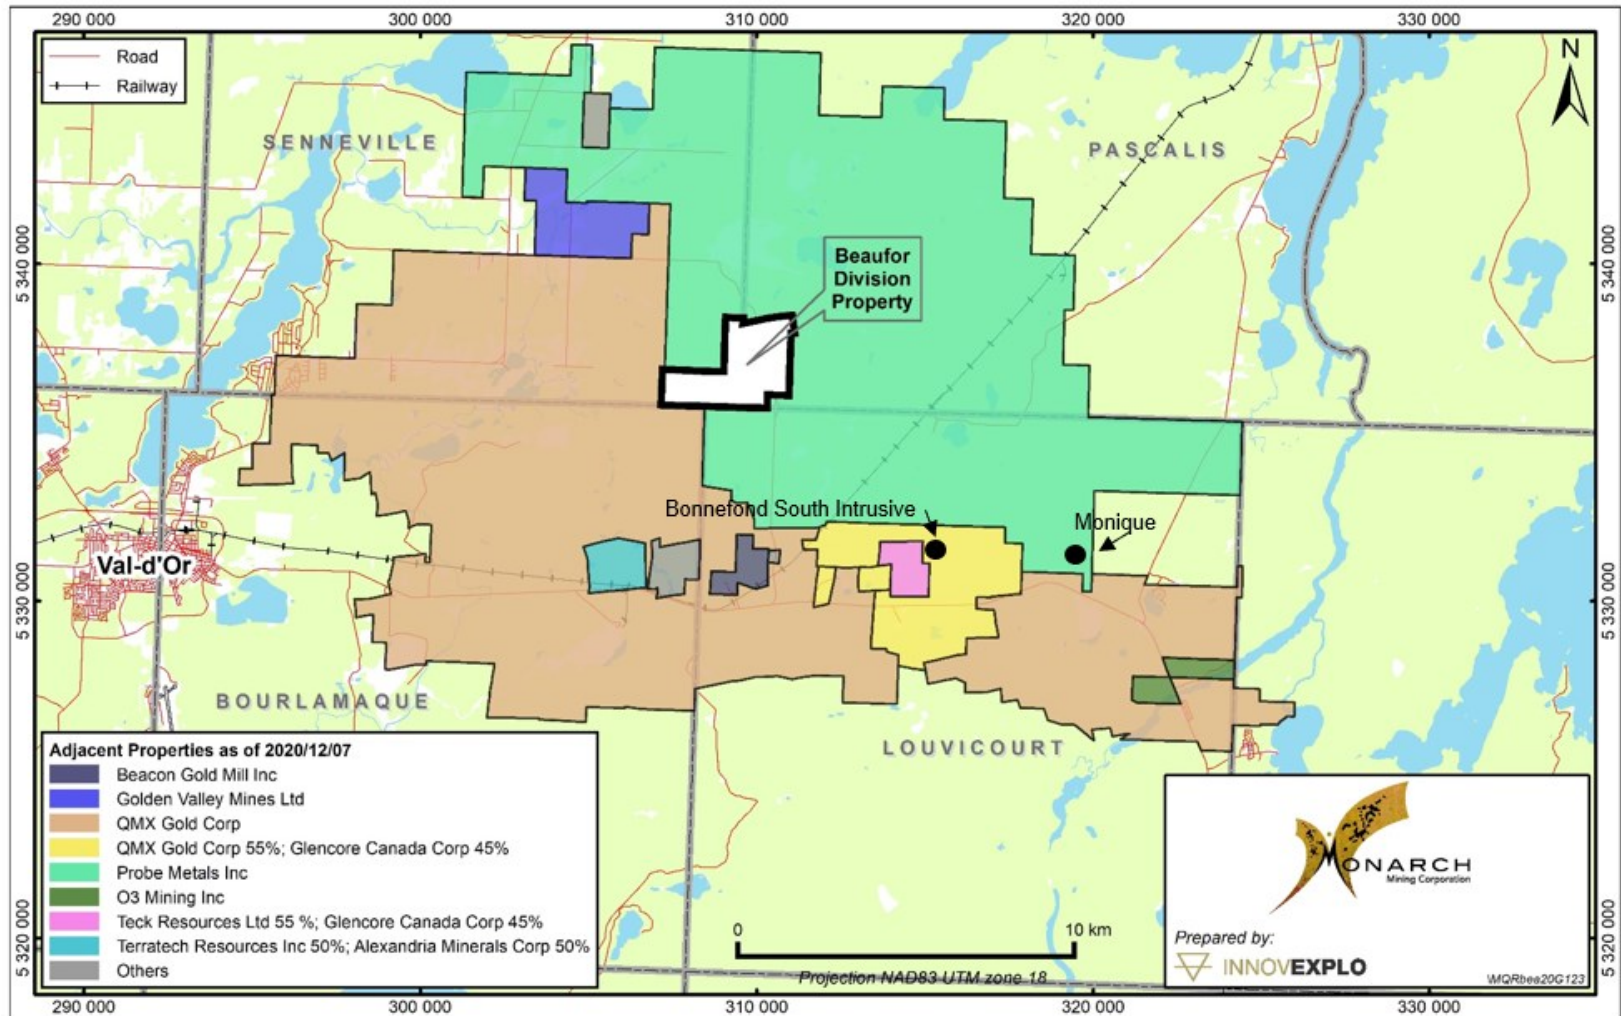 290 000
300 000
310 000
320 000
330 000
Road
Railway
N
SENNEVILLE
PASCALIS
5 340 000
5 340 000
Beaufor
Division
Property
Bonnefond South Intrusive
Monique
Val-d'Or
5 330 000
5 330 000
BOURLAMAQUE
LOUVICOURT
Adjacent Properties as of 2020/12/07
Beacon Gold Mill Inc
Golden Valley Mines Ltd
QMX Gold Corp
QMX Gold Corp 55%; Glencore Canada Corp 45%
Probe Metals Inc
O3 Mining Inc
Teck Resources Ltd 55 %; Glencore Canada Corp 45%
Terratech Resources Inc 50%; Alexandria Minerals Corp 50%
Others
0
10 km
Projection NAD83 UTM zone 18
MONARCH
Mining Corporation
Prepared by:
INNOVEXPLO
\MQRbea20G123
5 320 000
5 320 000
290 000
300 000
310 000
320 000
330 000